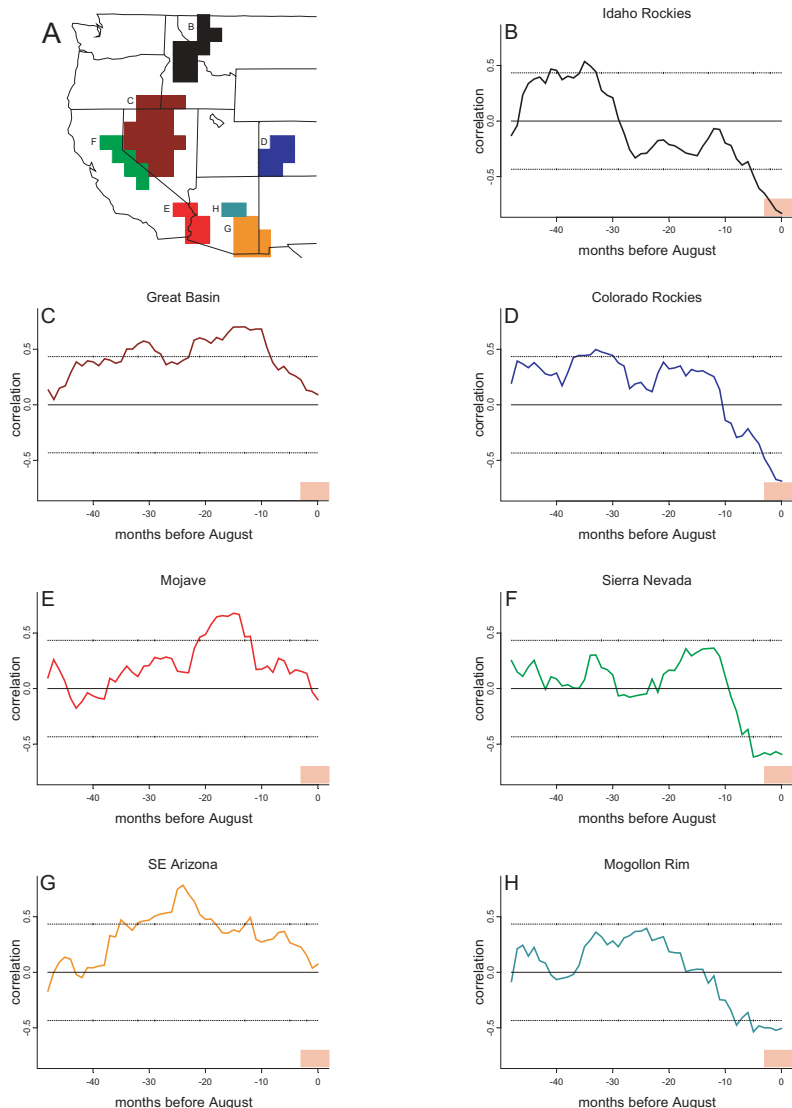 A
B
C
F
D
E
H
G
Idaho Rockies
B
correlation
0.5
0.0
-0.5
-40
-30
-20
-10
0
months before August
Great Basin
C
correlation
0.5
0.0
-0.5
-40
-30
-20
-10
0
months before August
Colorado Rockies
D
correlation
0.5
0.0
-0.5
-40
-30
-20
-10
0
months before August
Mojave
E
correlation
0.5
0.0
-0.5
-40
-30
-20
-10
0
months before August
Sierra Nevada
F
correlation
0.5
0.0
-0.5
-40
-30
-20
-10
0
months before August
SE Arizona
G
correlation
0.5
0.0
-0.5
-40
-30
-20
-10
0
months before August
Mogollon Rim
H
correlation
0.5
0.0
-0.5
-40
-30
-20
-10
0
months before August